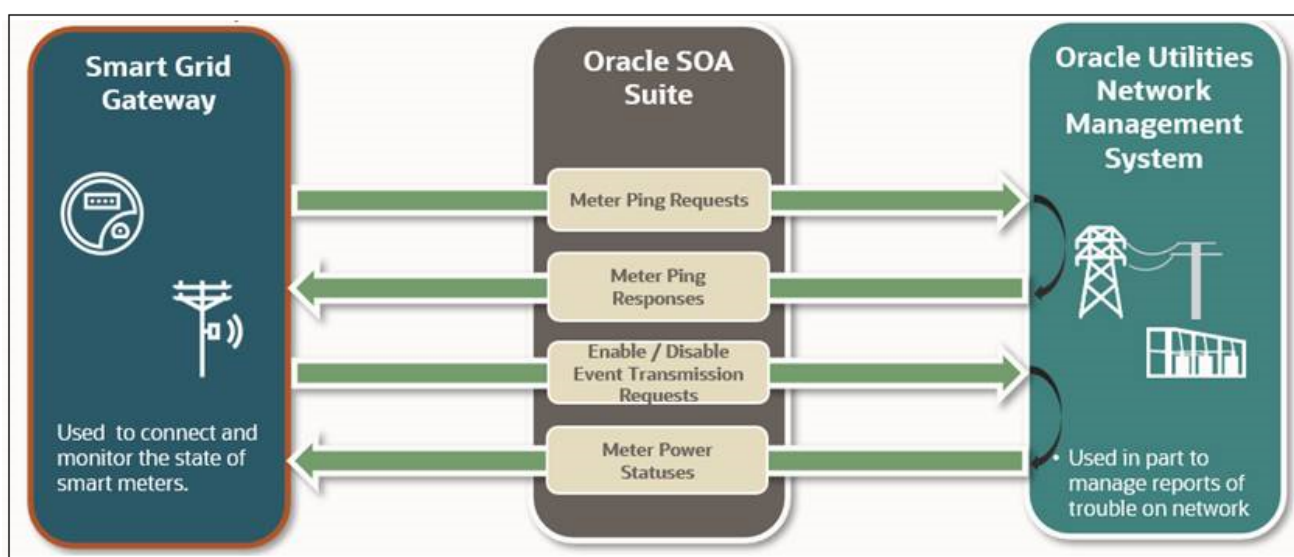 Smart Grid
Gateway
Used to connect and
monitor the state of
smart meters.
Oracle SOA
Suite
Meter Ping Requests
Meter Ping
Responses
Enable / Disable
Event Transmission
Requests
Meter Power
Statuses
Oracle Utilities
Network
Management
System
• Used in part to
manage reports of
trouble on network